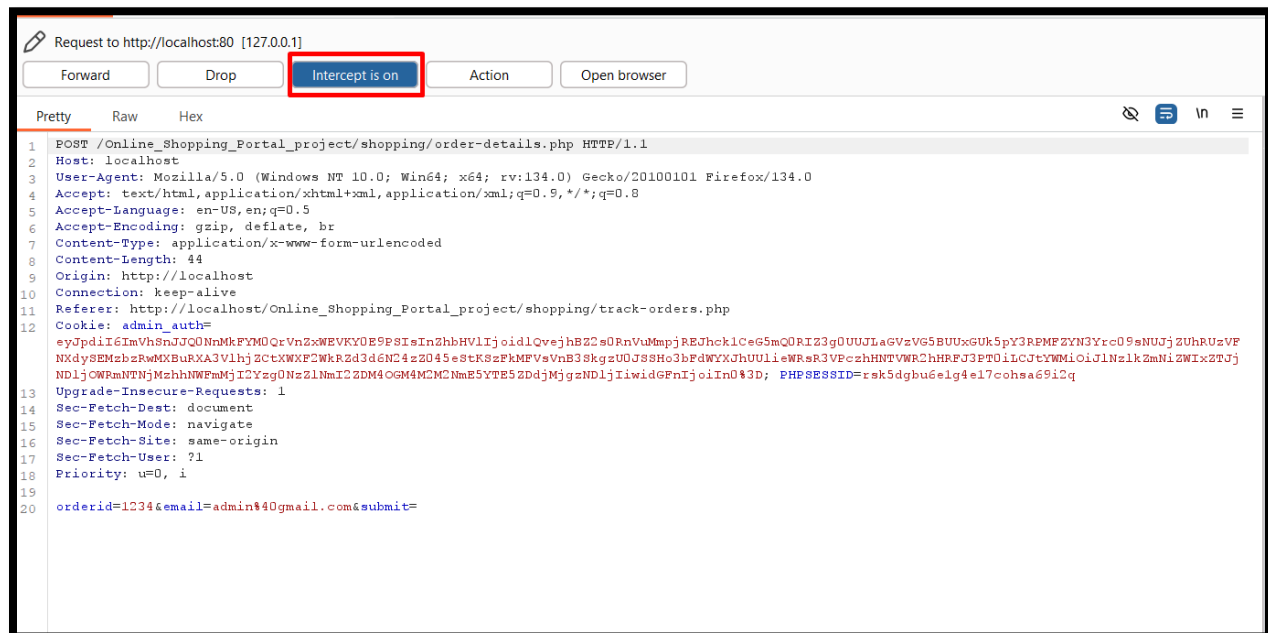 Request to http://localhost:80 [127.0.0.1]
Forward Drop Intercept is on Action Open browser
Pretty Raw Hex \n
1 POST /Online_Shopping_Portal_project/shopping/order-details.php HTTP/1.1
2 Host: localhost
3 User-Agent: Mozilla/5.0 (Windows NT 10.0; Win64; x64; rv:134.0) Gecko/20100101 Firefox/134.0
4 Accept: text/html,application/xhtml+xml,application/xml;q=0.9,*/*;q=0.8
5 Accept-Language: en-US,en;q=0.5
6 Accept-Encoding: gzip, deflate, br
7 Content-Type: application/x-www-form-urlencoded
8 Content-Length: 44
9 Origin: http://localhost
10 Connection: keep-alive
11 Referer: http://localhost/Online_Shopping_Portal_project/shopping/track-orders.php
12 Cookie: admin_auth=
PHPSESSID=rsk5dgbu6elg4el7cohsa69i2q
13 Upgrade-Insecure-Requests: 1
14 Sec-Fetch-Dest: document
15 Sec-Fetch-Mode: navigate
16 Sec-Fetch-Site: same-origin
17 Sec-Fetch-User: ?1
18 Priority: u=0, i
19
20 orderid=1234&email=admin%40gmail.com&submit=